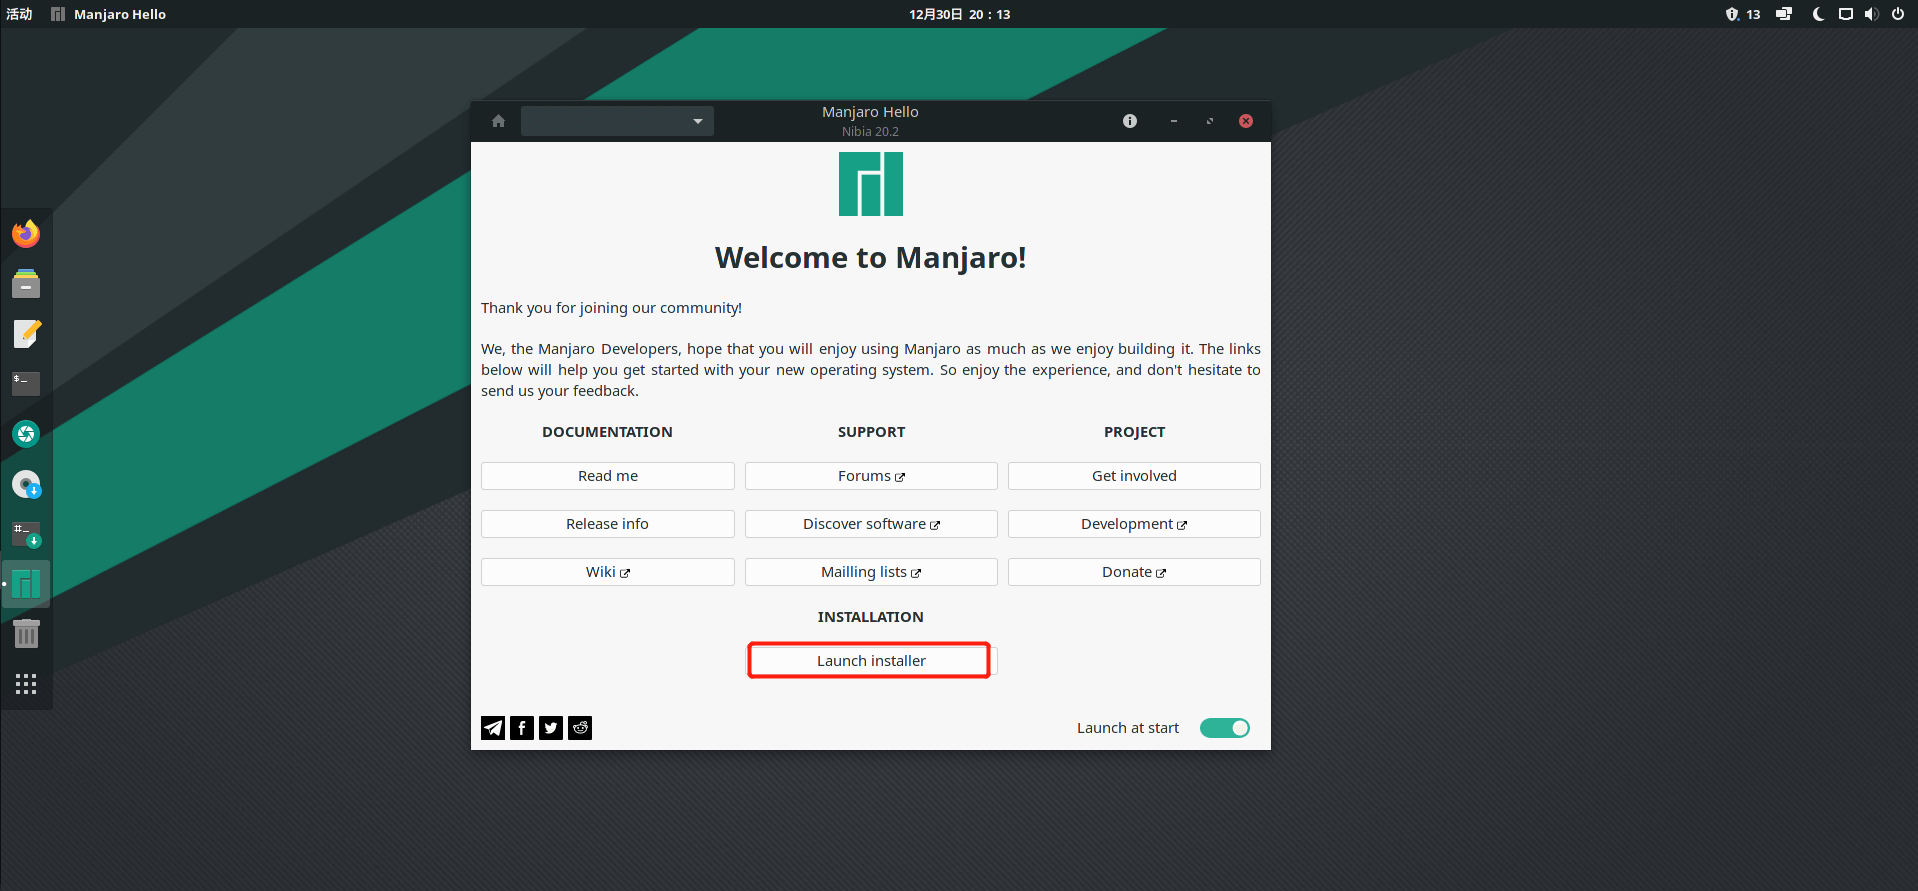 活动
Manjaro Hello
12月30日 20：13
13
Manjaro Hello
Nibia 20.2
Welcome to Manjaro!
Thank you for joining our community!
We, the Manjaro Developers, hope that you will enjoy using Manjaro as much as we enjoy building it. The links
below will help you get started with your new operating system. So enjoy the experience, and don't hesitate to
send us your feedback.
DOCUMENTATION
SUPPORT
PROJECT
Read me
Forums
Get involved
Release info
Discover software
Development
Wiki
Mailling lists
Donate
INSTALLATION
Launch installer
Launch at start